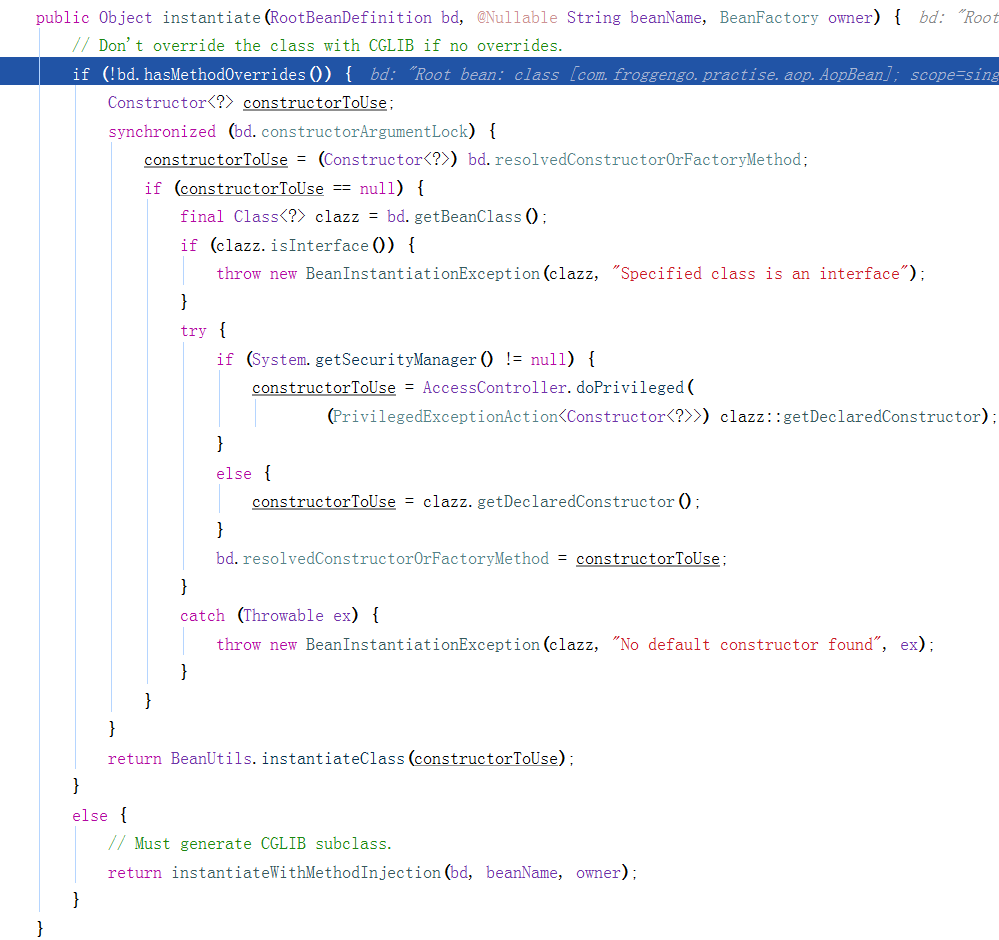 public Object instantiate(RootBeanDefinition bd, @Nullable String beanName, BeanFactory owner) {  bd: "Root
// Don't override the class with CGLIB if no overrides.
if (!bd.hasMethodOverrides()) {  bd: "Root bean: class [com.froggengo.practise.aop.AopBean]; scope=sing
Constructor<?> constructorToUse;
synchronized (bd.constructorArgumentLock) {
constructorToUse = (Constructor<?>) bd.resolvedConstructorOrFactoryMethod;
if (constructorToUse == null) {
final Class<?> clazz = bd.getBeanClass();
if (clazz.isInterface()) {
throw new BeanInstantiationException(clazz, "Specified class is an interface");
}
try {
if (System.getSecurityManager() != null) {
constructorToUse = AccessController.doPrivileged(
(PrivilegedExceptionAction<Constructor<?>>) clazz::getDeclaredConstructor);
}
else {
constructorToUse = clazz.getDeclaredConstructor();
}
bd.resolvedConstructorOrFactoryMethod = constructorToUse;
}
catch (Throwable ex) {
throw new BeanInstantiationException(clazz, "No default constructor found", ex);
}
}
}
return BeanUtils.instantiateClass(constructorToUse);
}
else {
// Must generate CGLIB subclass.
return instantiateWithMethodInjection(bd, beanName, owner);
}
}